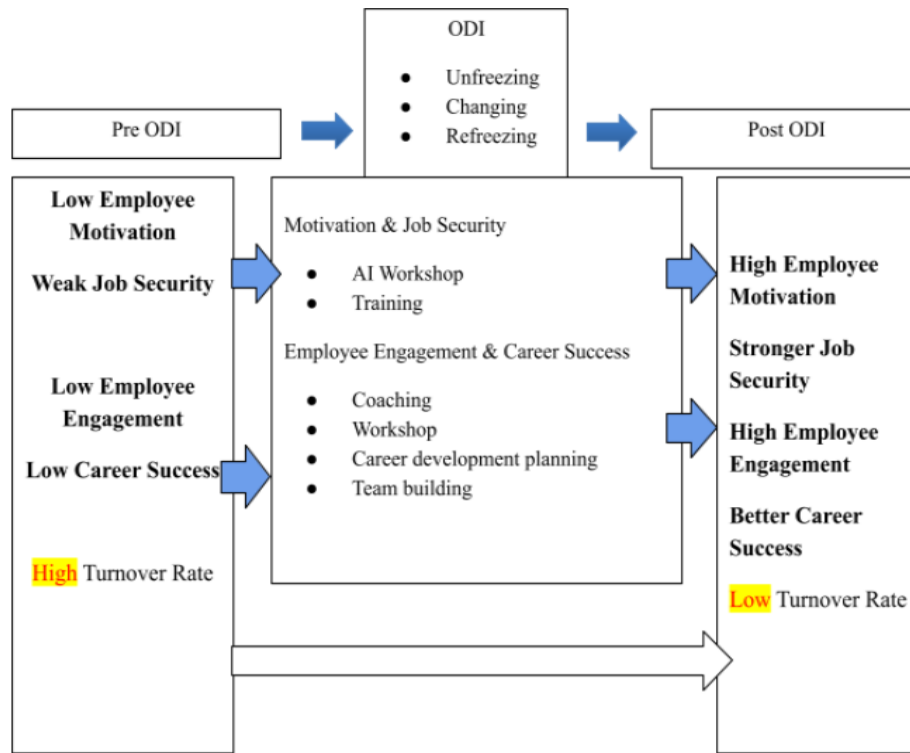 ODI
● Unfreezing
● Changing
● Refreezing
Pre ODI
Post ODI
Low Employee
Motivation
Weak Job Security
Low Employee
Engagement
Low Career Success
High Turnover Rate
Motivation & Job Security
● AI Workshop
● Training
Employee Engagement & Career Success
● Coaching
● Workshop
● Career development planning
● Team building
High Employee
Motivation
Stronger Job
Security
High Employee
Engagement
Better Career
Success
Low Turnover Rate